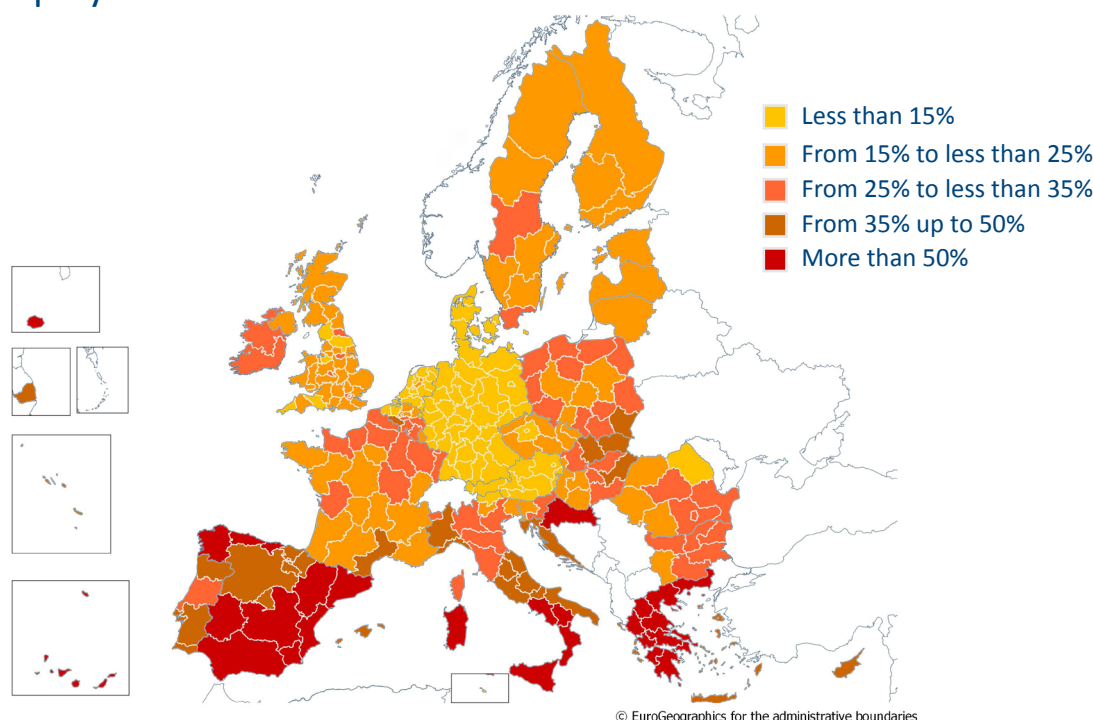 Less than 15%
From 15% to less than 25%
From 25% to less than 35%
From 35% up to 50%
More than 50%
© EuroGeographics for the administrative boundaries